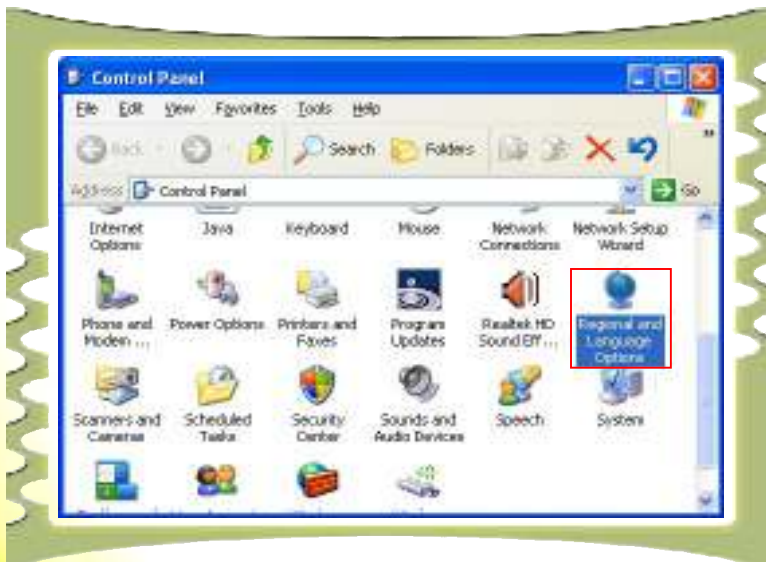 Control Panel
File Edit View Favorites Tools Help
Back Search Folders
Address Control Panel Go
Internet Options
Java
Keyboard
Mouse
Network Connections
Network Setup Wizard
Phone and Modem ...
Power Options
Printers and Faxes
Program Updates
Realtek HD Sound Eff ...
Regional and Language Options
Scanners and Cameras
Scheduled Tasks
Security Center
Sounds and Audio Devices
Speech
System